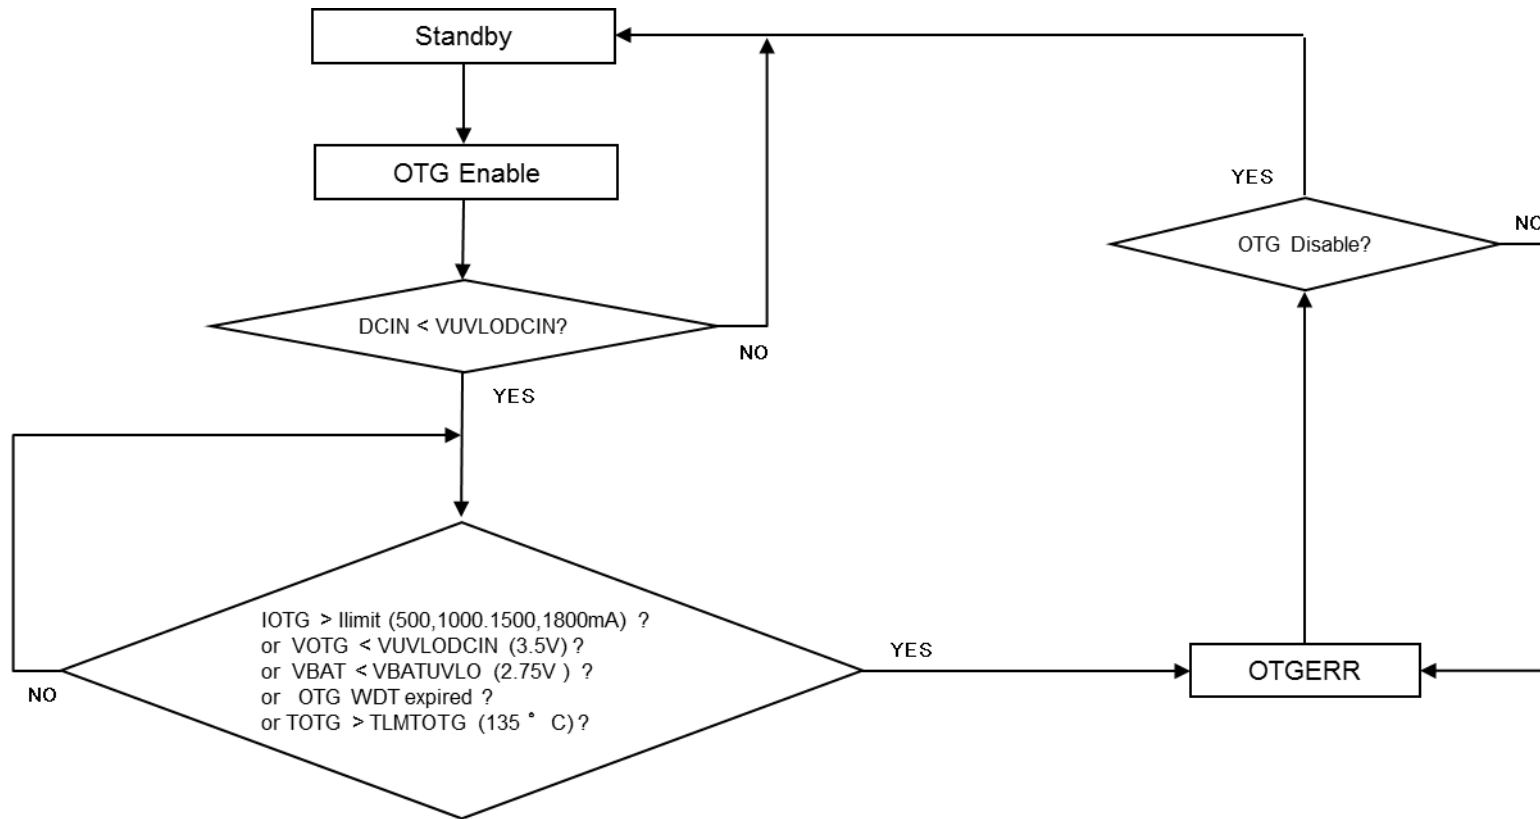 Standby
OTG Enable
YES
OTG Disable?
NO
DCIN < VUVLODCIN?
NO
YES
IOTG > Ilimit (500,1000.1500,1800mA) ?
or VOTG < VUVLODCIN (3.5V) ?
or VBAT < VBATUVLO (2.75V ) ?
or OTG WDT expired ?
or TOTG > TLMTOTG (135 ° C) ?
YES
OTGERR
NO